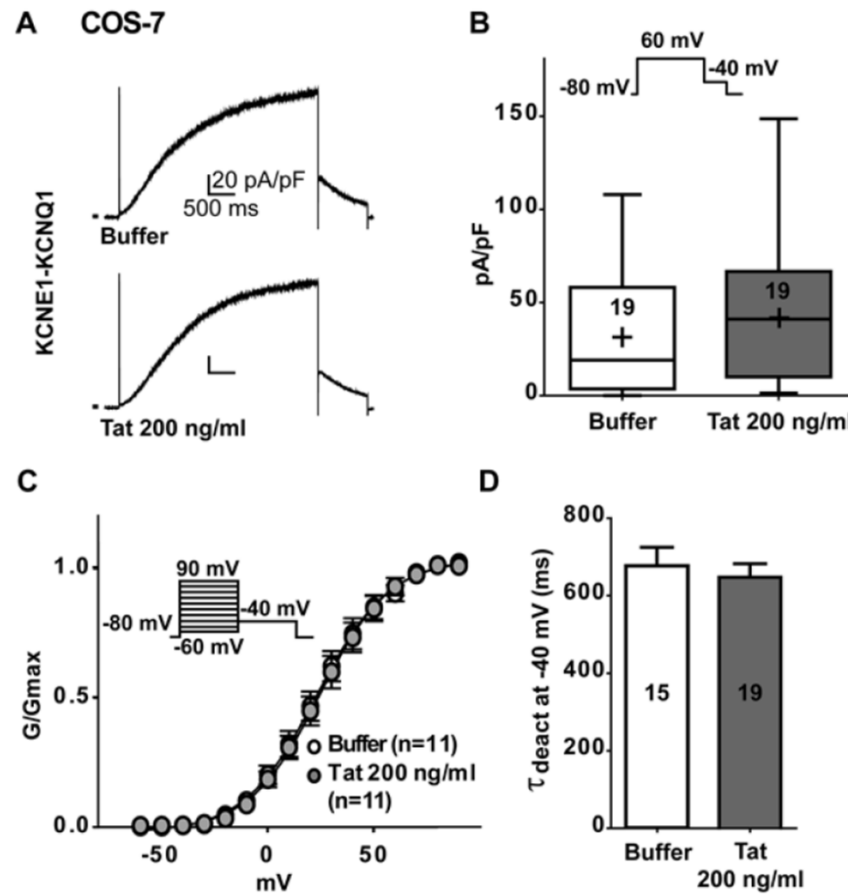 A COS-7
KCNE1-KCNQ1
20 pA/pF
500 ms
Buffer
Tat 200 ng/ml
B
60 mV
-40 mV
-80 mV
pA/pF
150
100
50
0
19
19
Buffer
Tat 200 ng/ml
C
G/Gmax
1.0
0.5
0.0
90 mV
-40 mV
-80 mV
-60 mV
Buffer (n=11)
Tat 200 ng/ml
(n=11)
-50
0
50
mV
D
τ deact at -40 mV (ms)
800
600
400
200
0
15
19
Buffer
Tat
200 ng/ml